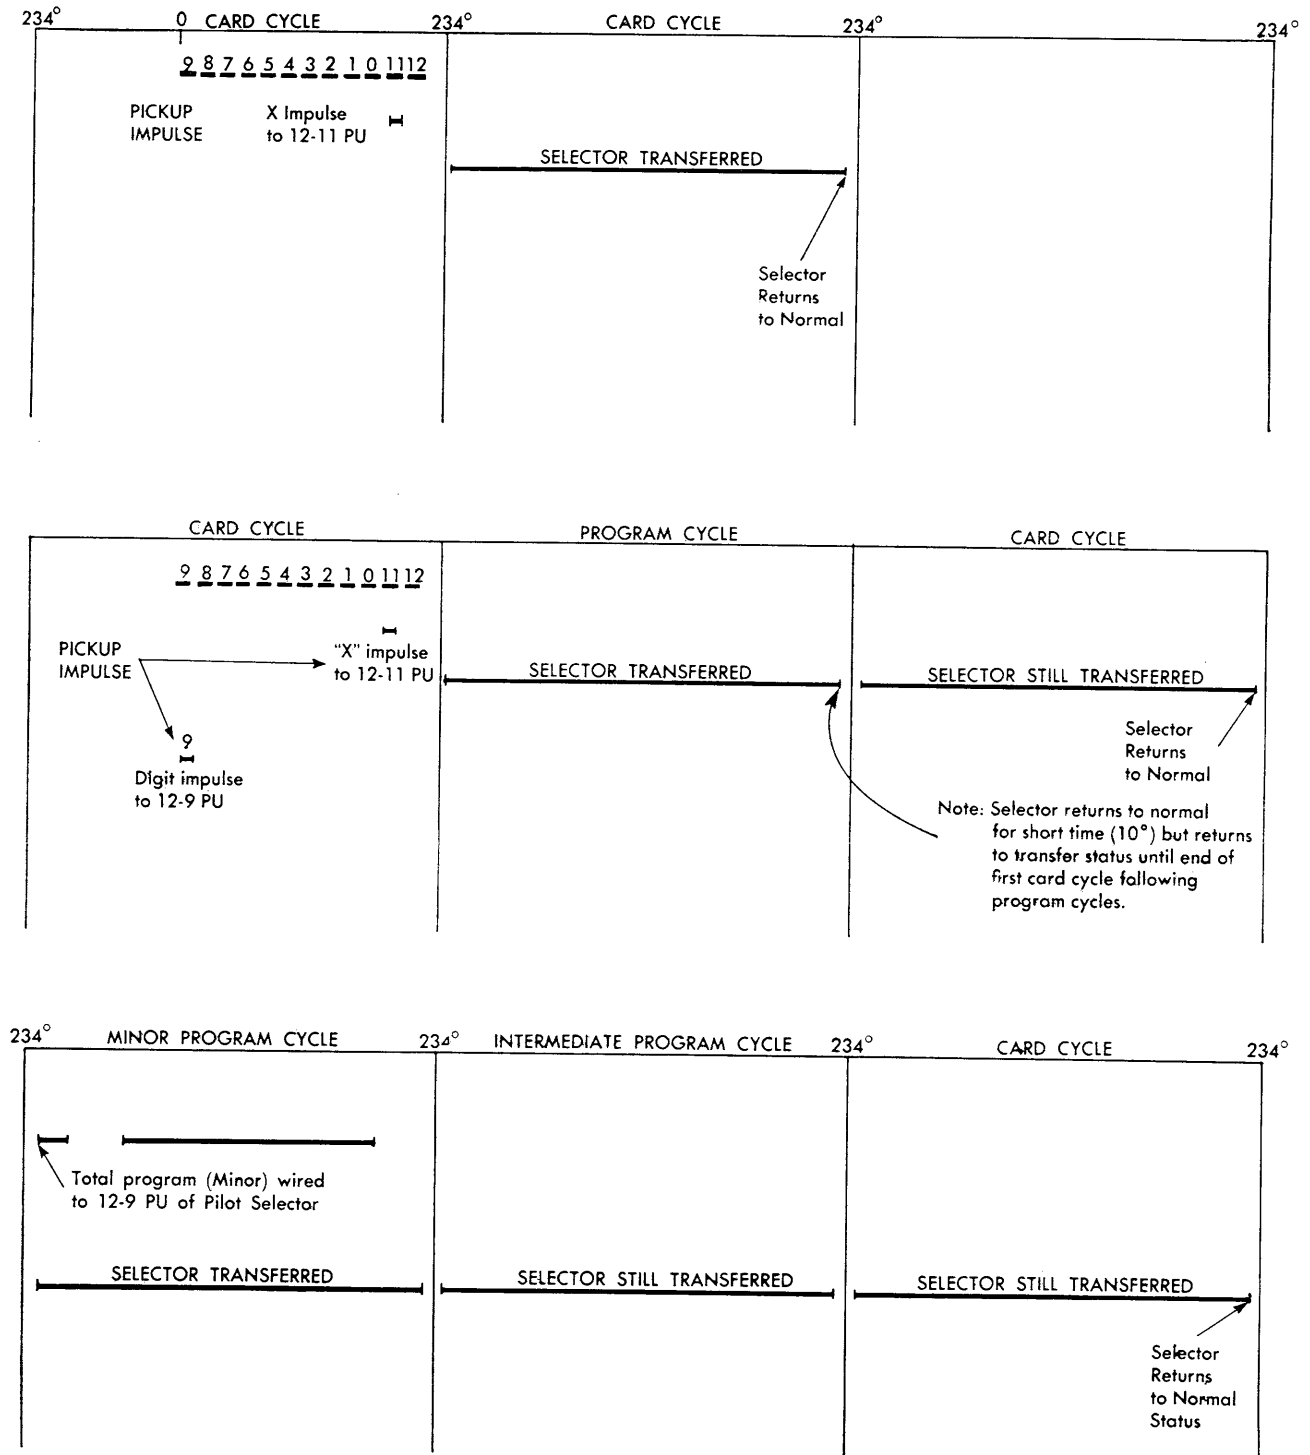 234° 0 CARD CYCLE 234° CARD CYCLE 234° 234°
9 8 7 6 5 4 3 2 1 0 11 12
PICKUP
IMPULSE
X Impulse
to 12-11 PU
SELECTOR TRANSFERRED
Selector
Returns
to Normal
CARD CYCLE PROGRAM CYCLE CARD CYCLE
9 8 7 6 5 4 3 2 1 0 11 12
PICKUP
IMPULSE
"X" impulse
to 12-11 PU
SELECTOR TRANSFERRED
SELECTOR STILL TRANSFERRED
9
Digit impulse
to 12-9 PU
Selector
Returns
to Normal
Note: Selector returns to normal
for short time (10°) but returns
to transfer status until end of
first card cycle following
program cycles.
234° MINOR PROGRAM CYCLE 234° INTERMEDIATE PROGRAM CYCLE 234° CARD CYCLE 234°
Total program (Minor) wired
to 12-9 PU of Pilot Selector
SELECTOR TRANSFERRED
SELECTOR STILL TRANSFERRED
SELECTOR STILL TRANSFERRED
Selector
Returns
to Normal
Status